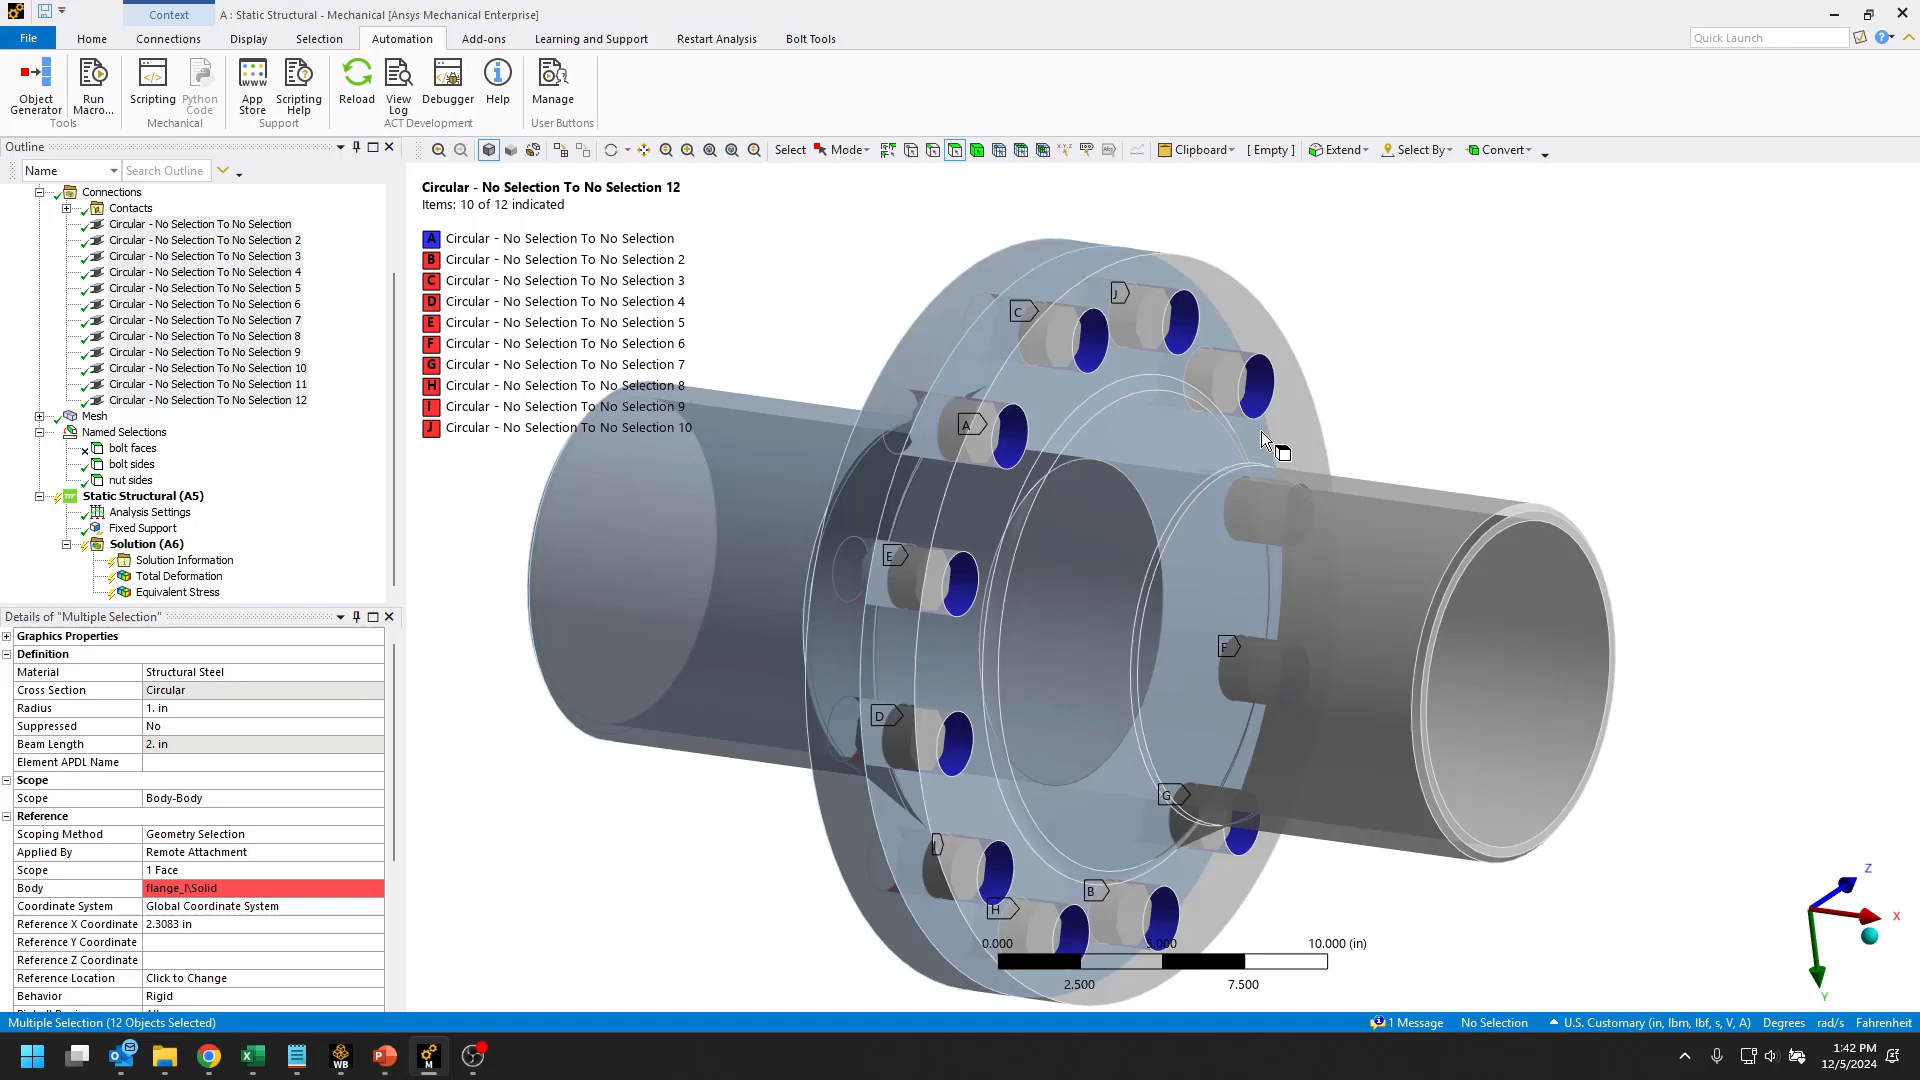 Context
A : Static Structural - Mechanical [Ansys Mechanical Enterprise]
File Home Connections Display Selection Automation Add-ons Learning and Support Restart Analysis Bolt Tools
Quick Launch
Object Generator
Run Macro...
Tools
Scripting
Python Code
Mechanical
WWW
App Store
Scripting Help
Support
Reload
View Log
Debugger
Help
ACT Development
Manage
User Buttons
Outline
Name
Search Outline
Select
Mode
Clipboard
[ Empty ]
Extend
Select By
Convert
Connections
Contacts
Circular - No Selection To No Selection
Circular - No Selection To No Selection 2
Circular - No Selection To No Selection 3
Circular - No Selection To No Selection 4
Circular - No Selection To No Selection 5
Circular - No Selection To No Selection 6
Circular - No Selection To No Selection 7
Circular - No Selection To No Selection 8
Circular - No Selection To No Selection 9
Circular - No Selection To No Selection 10
Circular - No Selection To No Selection 11
Circular - No Selection To No Selection 12
Mesh
Named Selections
bolt faces
bolt sides
nut sides
Static Structural (A5)
Analysis Settings
Fixed Support
Solution (A6)
Solution Information
Total Deformation
Equivalent Stress
Details of "Multiple Selection"
Graphics Properties
Definition
Material Structural Steel
Cross Section Circular
Radius 1. in
Suppressed No
Beam Length 2. in
Element APDL Name
Scope
Scope Body-Body
Reference
Scoping Method Geometry Selection
Applied By Remote Attachment
Scope 1 Face
Body flange_l\Solid
Coordinate System Global Coordinate System
Reference X Coordinate 2.3083 in
Reference Y Coordinate
Reference Z Coordinate
Reference Location Click to Change
Behavior Rigid
Circular - No Selection To No Selection 12
Items: 10 of 12 indicated
A Circular - No Selection To No Selection
B Circular - No Selection To No Selection 2
C Circular - No Selection To No Selection 3
D Circular - No Selection To No Selection 4
E Circular - No Selection To No Selection 5
F Circular - No Selection To No Selection 6
G Circular - No Selection To No Selection 7
H Circular - No Selection To No Selection 8
I Circular - No Selection To No Selection 9
J Circular - No Selection To No Selection 10
J
C
A
E
F
D
G
I
B
H
0.000 5.000 10.000 (in)
2.500 7.500
Z
X
Y
Multiple Selection (12 Objects Selected)
1 Message No Selection U.S. Customary (in, lbm, lbf, s, V, A) Degrees rad/s Fahrenheit
WB
M
1:42 PM
12/5/2024